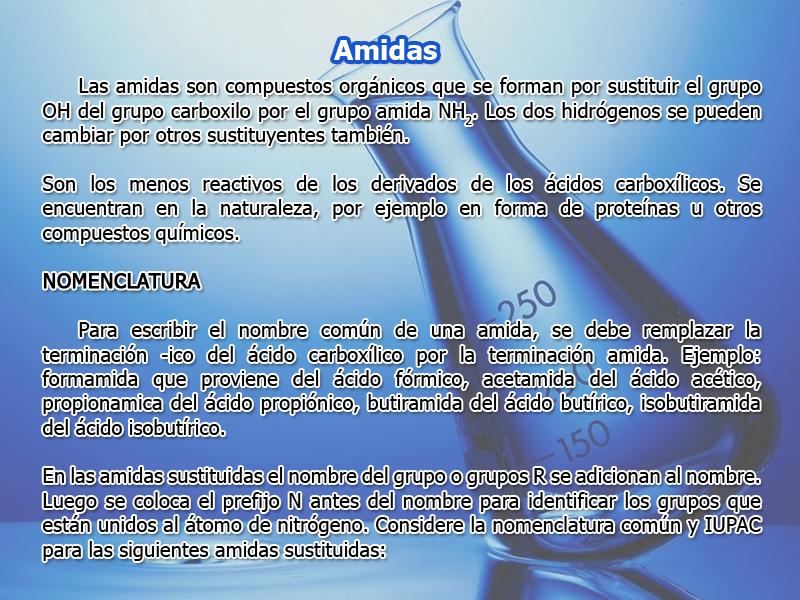 Amidas
Las amidas son compuestos orgánicos que se forman por sustituir el grupo
OH del grupo carboxilo por el grupo amida NH2. Los dos hidrógenos se pueden
cambiar por otros sustituyentes también.
Son los menos reactivos de los derivados de los ácidos carboxílicos. Se
encuentran en la naturaleza, por ejemplo en forma de proteínas u otros
compuestos químicos.
NOMENCLATURA
Para escribir el nombre común de una amida, se debe remplazar la
terminación -ico del ácido carboxílico por la terminación amida. Ejemplo:
formamida que proviene del ácido fórmico, acetamida del ácido acético,
propionamica del ácido propiónico, butiramida del ácido butírico, isobutiramida
del ácido isobutírico.
En las amidas sustituidas el nombre del grupo o grupos R se adicionan al nombre.
Luego se coloca el prefijo N antes del nombre para identificar los grupos que
están unidos al átomo de nitrógeno. Considere la nomenclatura común y IUPAC
para las siguientes amidas sustituidas:
250
150